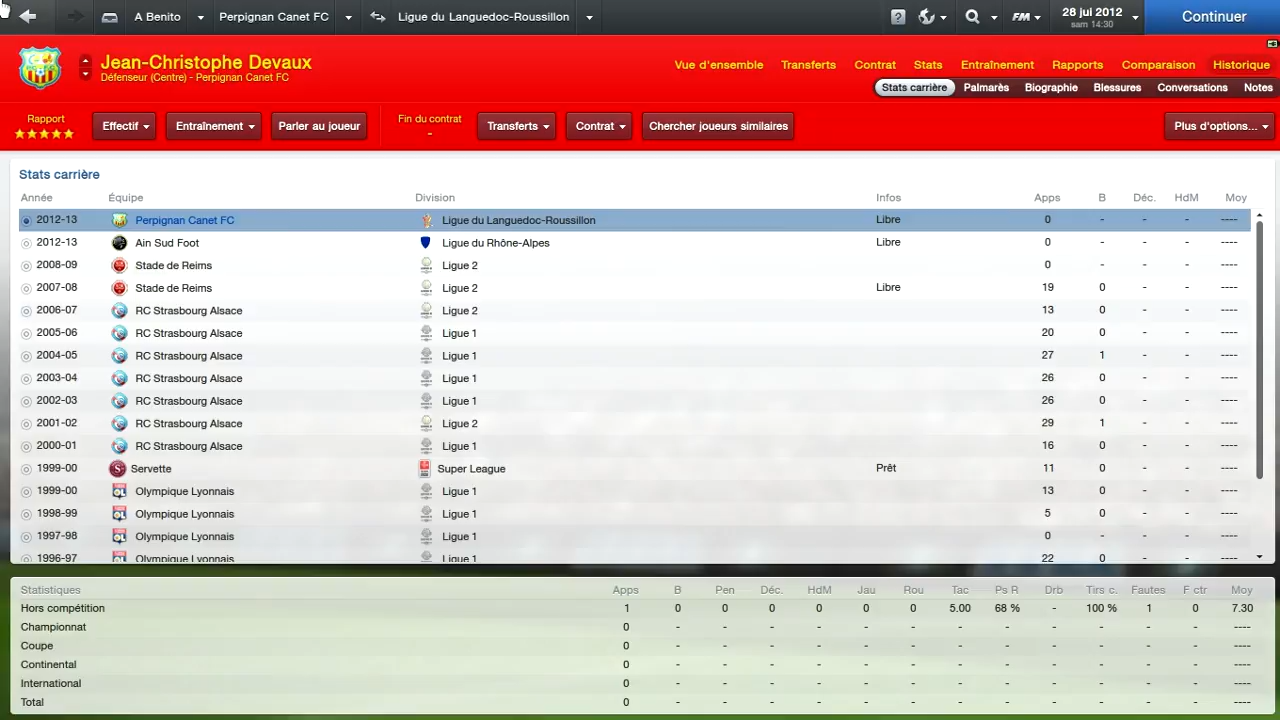 A Benito Perpignan Canet FC Ligue du Languedoc-Roussillon ? FM 28 jui 2012 Continuer
sam 14:30
Jean-Christophe Devaux
Défenseur (Centre) - Perpignan Canet FC
Vue d'ensemble Transferts Contrat Stats Entraînement Rapports Comparaison Historique
Stats carrière Palmarès Biographie Blessures Conversations Notes
Rapport Effectif Entraînement Parler au joueur Fin du contrat - Transferts Contrat Chercher joueurs similaires Plus d'options...
Stats carrière
Année Équipe Division Infos Apps B Déc. HdM Moy
2012-13 Perpignan Canet FC Ligue du Languedoc-Roussillon Libre 0 - - - ----
2012-13 Ain Sud Foot Ligue du Rhône-Alpes Libre 0 - - - ----
2008-09 Stade de Reims Ligue 2 0 - - - ----
2007-08 Stade de Reims Ligue 2 Libre 19 0 - - ----
2006-07 RC Strasbourg Alsace Ligue 2 13 0 - - ----
2005-06 RC Strasbourg Alsace Ligue 1 20 0 - - ----
2004-05 RC Strasbourg Alsace Ligue 1 27 1 - - ----
2003-04 RC Strasbourg Alsace Ligue 1 26 0 - - ----
2002-03 RC Strasbourg Alsace Ligue 1 26 0 - - ----
2001-02 RC Strasbourg Alsace Ligue 2 29 1 - - ----
2000-01 RC Strasbourg Alsace Ligue 1 16 0 - - ----
1999-00 Servette Super League Prêt 11 0 - - ----
1999-00 Olympique Lyonnais Ligue 1 13 0 - - ----
1998-99 Olympique Lyonnais Ligue 1 5 0 - - ----
1997-98 Olympique Lyonnais Ligue 1 0 - - - ----
1996-97 Olympique Lyonnais Ligue 1 22 0 - - ----
Statistiques Apps B Pen Déc. HdM Jau Rou Tac Ps R Drb Tirs c. Fautes F ctr Moy
Hors compétition 1 0 0 0 0 0 0 5.00 68 % - 100 % 1 0 7.30
Championnat 0 - - - - - - - - - - - - ----
Coupe 0 - - - - - - - - - - - - ----
Continental 0 - - - - - - - - - - - - ----
International 0 - - - - - - - - - - - - ----
Total 0 - - - - - - - - - - - - ----